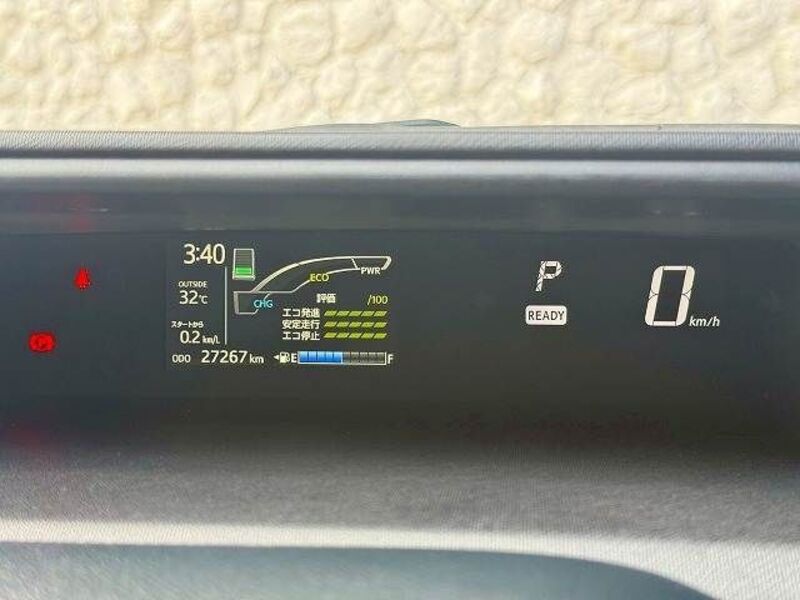 3:40
OUTSIDE
32℃
スタートから
0.2 km/L
ODO 27267 km
PWR
ECO
CHG
評価 /100
エコ発進
安定走行
エコ停止
E F
P
READY
0 km/h
P